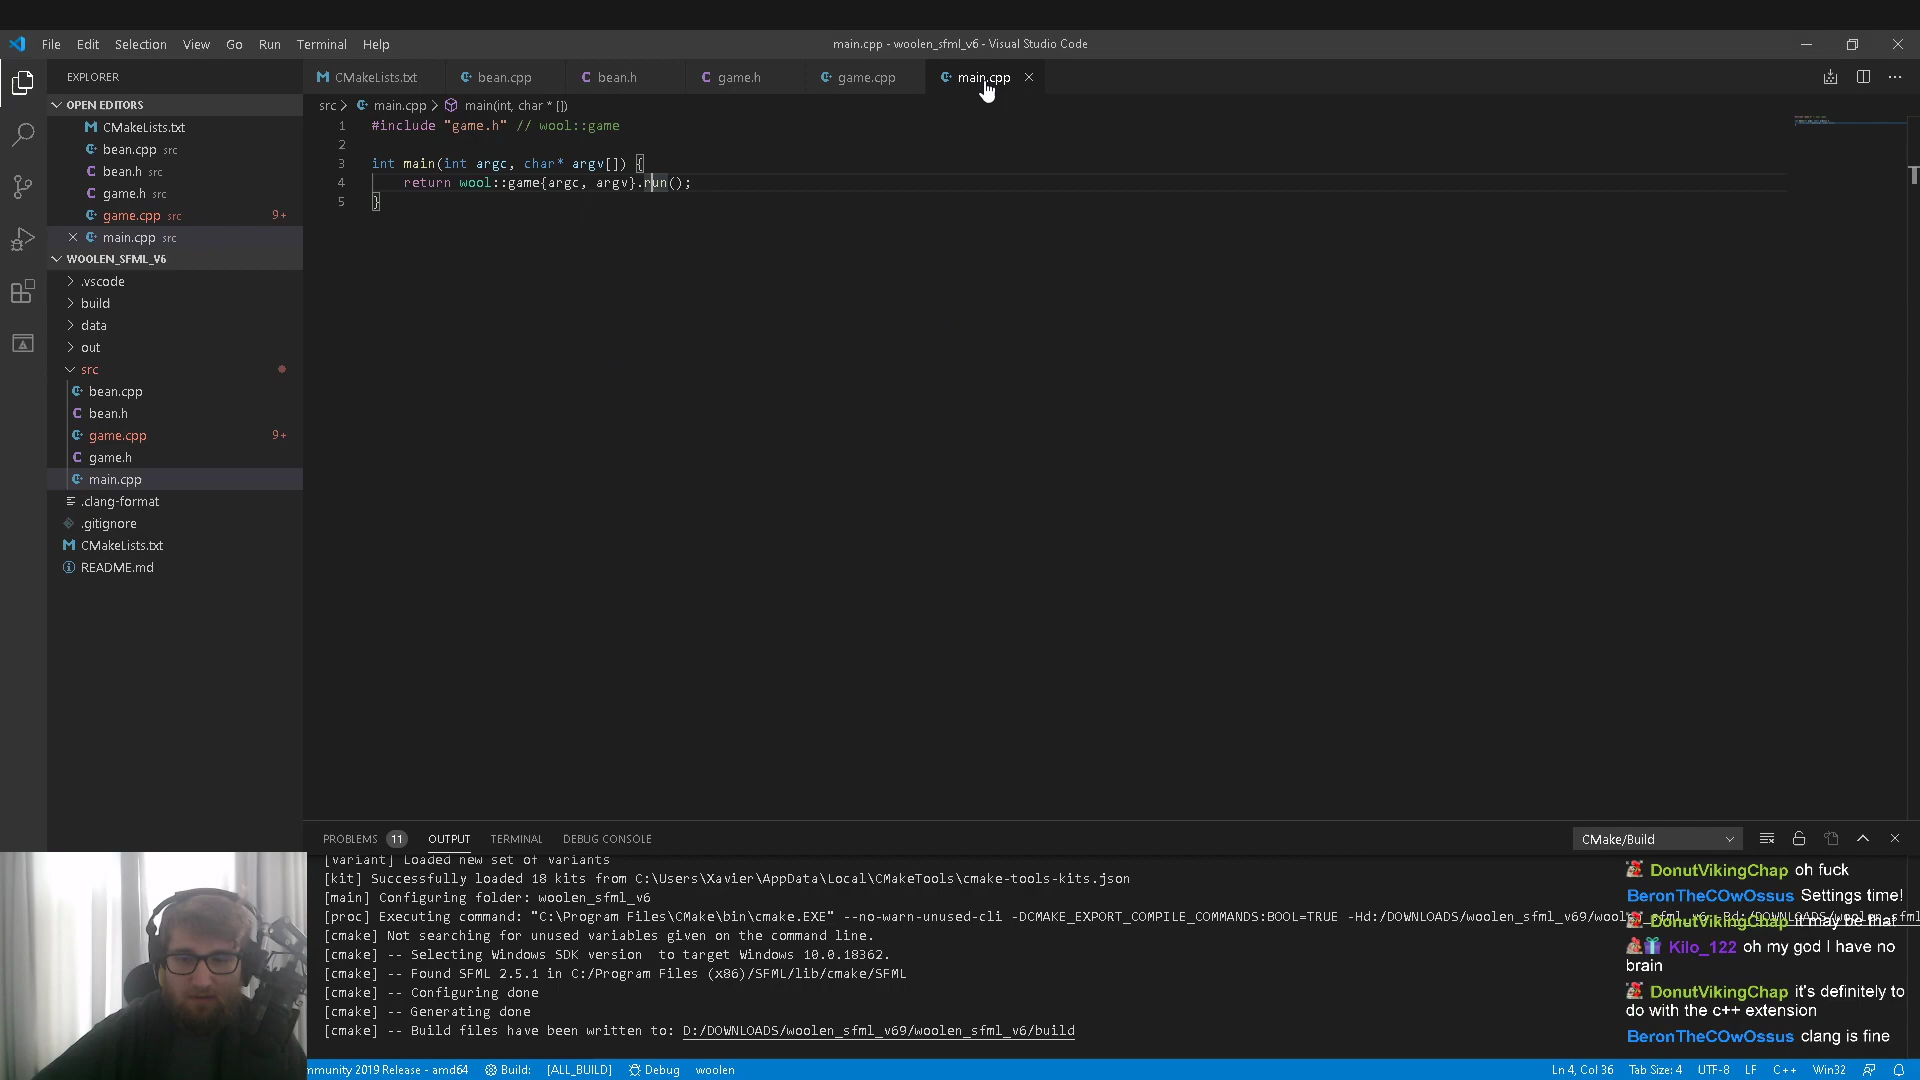 File Edit Selection View Go Run Terminal Help
main.cpp - woolen_sfml_v6 - Visual Studio Code
EXPLORER
OPEN EDITORS
CMakeLists.txt
bean.cpp src
bean.h src
game.h src
game.cpp src 9+
main.cpp src
WOOLEN_SFML_V6
.vscode
build
data
out
src
bean.cpp
bean.h
game.cpp 9+
game.h
main.cpp
.clang-format
.gitignore
CMakeLists.txt
README.md
CMakeLists.txt bean.cpp bean.h game.h game.cpp main.cpp
src > main.cpp > main(int, char * [])
1 #include "game.h" // wool::game
2
3 int main(int argc, char* argv[]) {
4 return wool::game{argc, argv}.run();
5 }
PROBLEMS 11 OUTPUT TERMINAL DEBUG CONSOLE
CMake/Build
[variant] Loaded new set of variants
[kit] Successfully loaded 18 kits from C:\Users\Xavier\AppData\Local\CMakeTools\cmake-tools-kits.json
[main] Configuring folder: woolen_sfml_v6
[proc] Executing command: "C:\Program Files\CMake\bin\cmake.EXE" --no-warn-unused-cli -DCMAKE_EXPORT_COMPILE_COMMANDS:BOOL=TRUE -Hd:/DOWNLOADS/woolen_sfml_v69/woolen_sfml_v6
[cmake] Not searching for unused variables given on the command line.
[cmake] -- Selecting Windows SDK version to target Windows 10.0.18362.
[cmake] -- Found SFML 2.5.1 in C:/Program Files (x86)/SFML/lib/cmake/SFML
[cmake] -- Configuring done
[cmake] -- Generating done
[cmake] -- Build files have been written to: D:/DOWNLOADS/woolen_sfml_v69/woolen_sfml_v6/build
DonutVikingChap oh fuck
BeronTheCOwOssus Settings time!
DonutVikingChap it may be that
Kilo_122 oh my god I have no
brain
DonutVikingChap it's definitely to
do with the c++ extension
BeronTheCOwOssus clang is fine
mmunity 2019 Release - amd64 Build: [ALL_BUILD] Debug woolen
Ln 4, Col 36 Tab Size: 4 UTF-8 LF C++ Win32